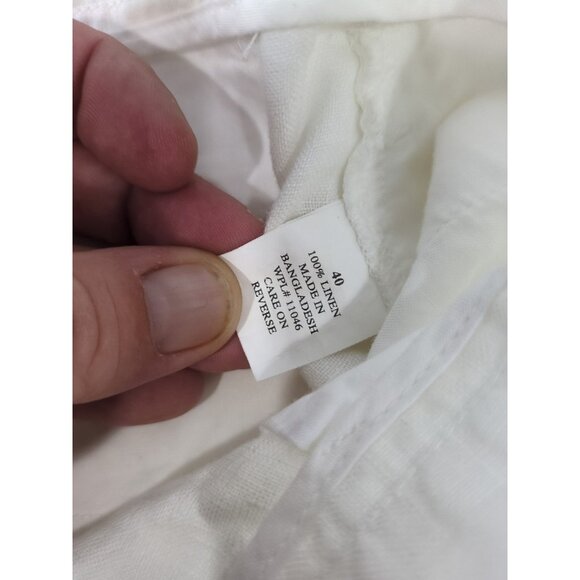 40
100% LINEN
MADE IN
BANGLADESH
WPL# 11046
CARE ON
REVERSE